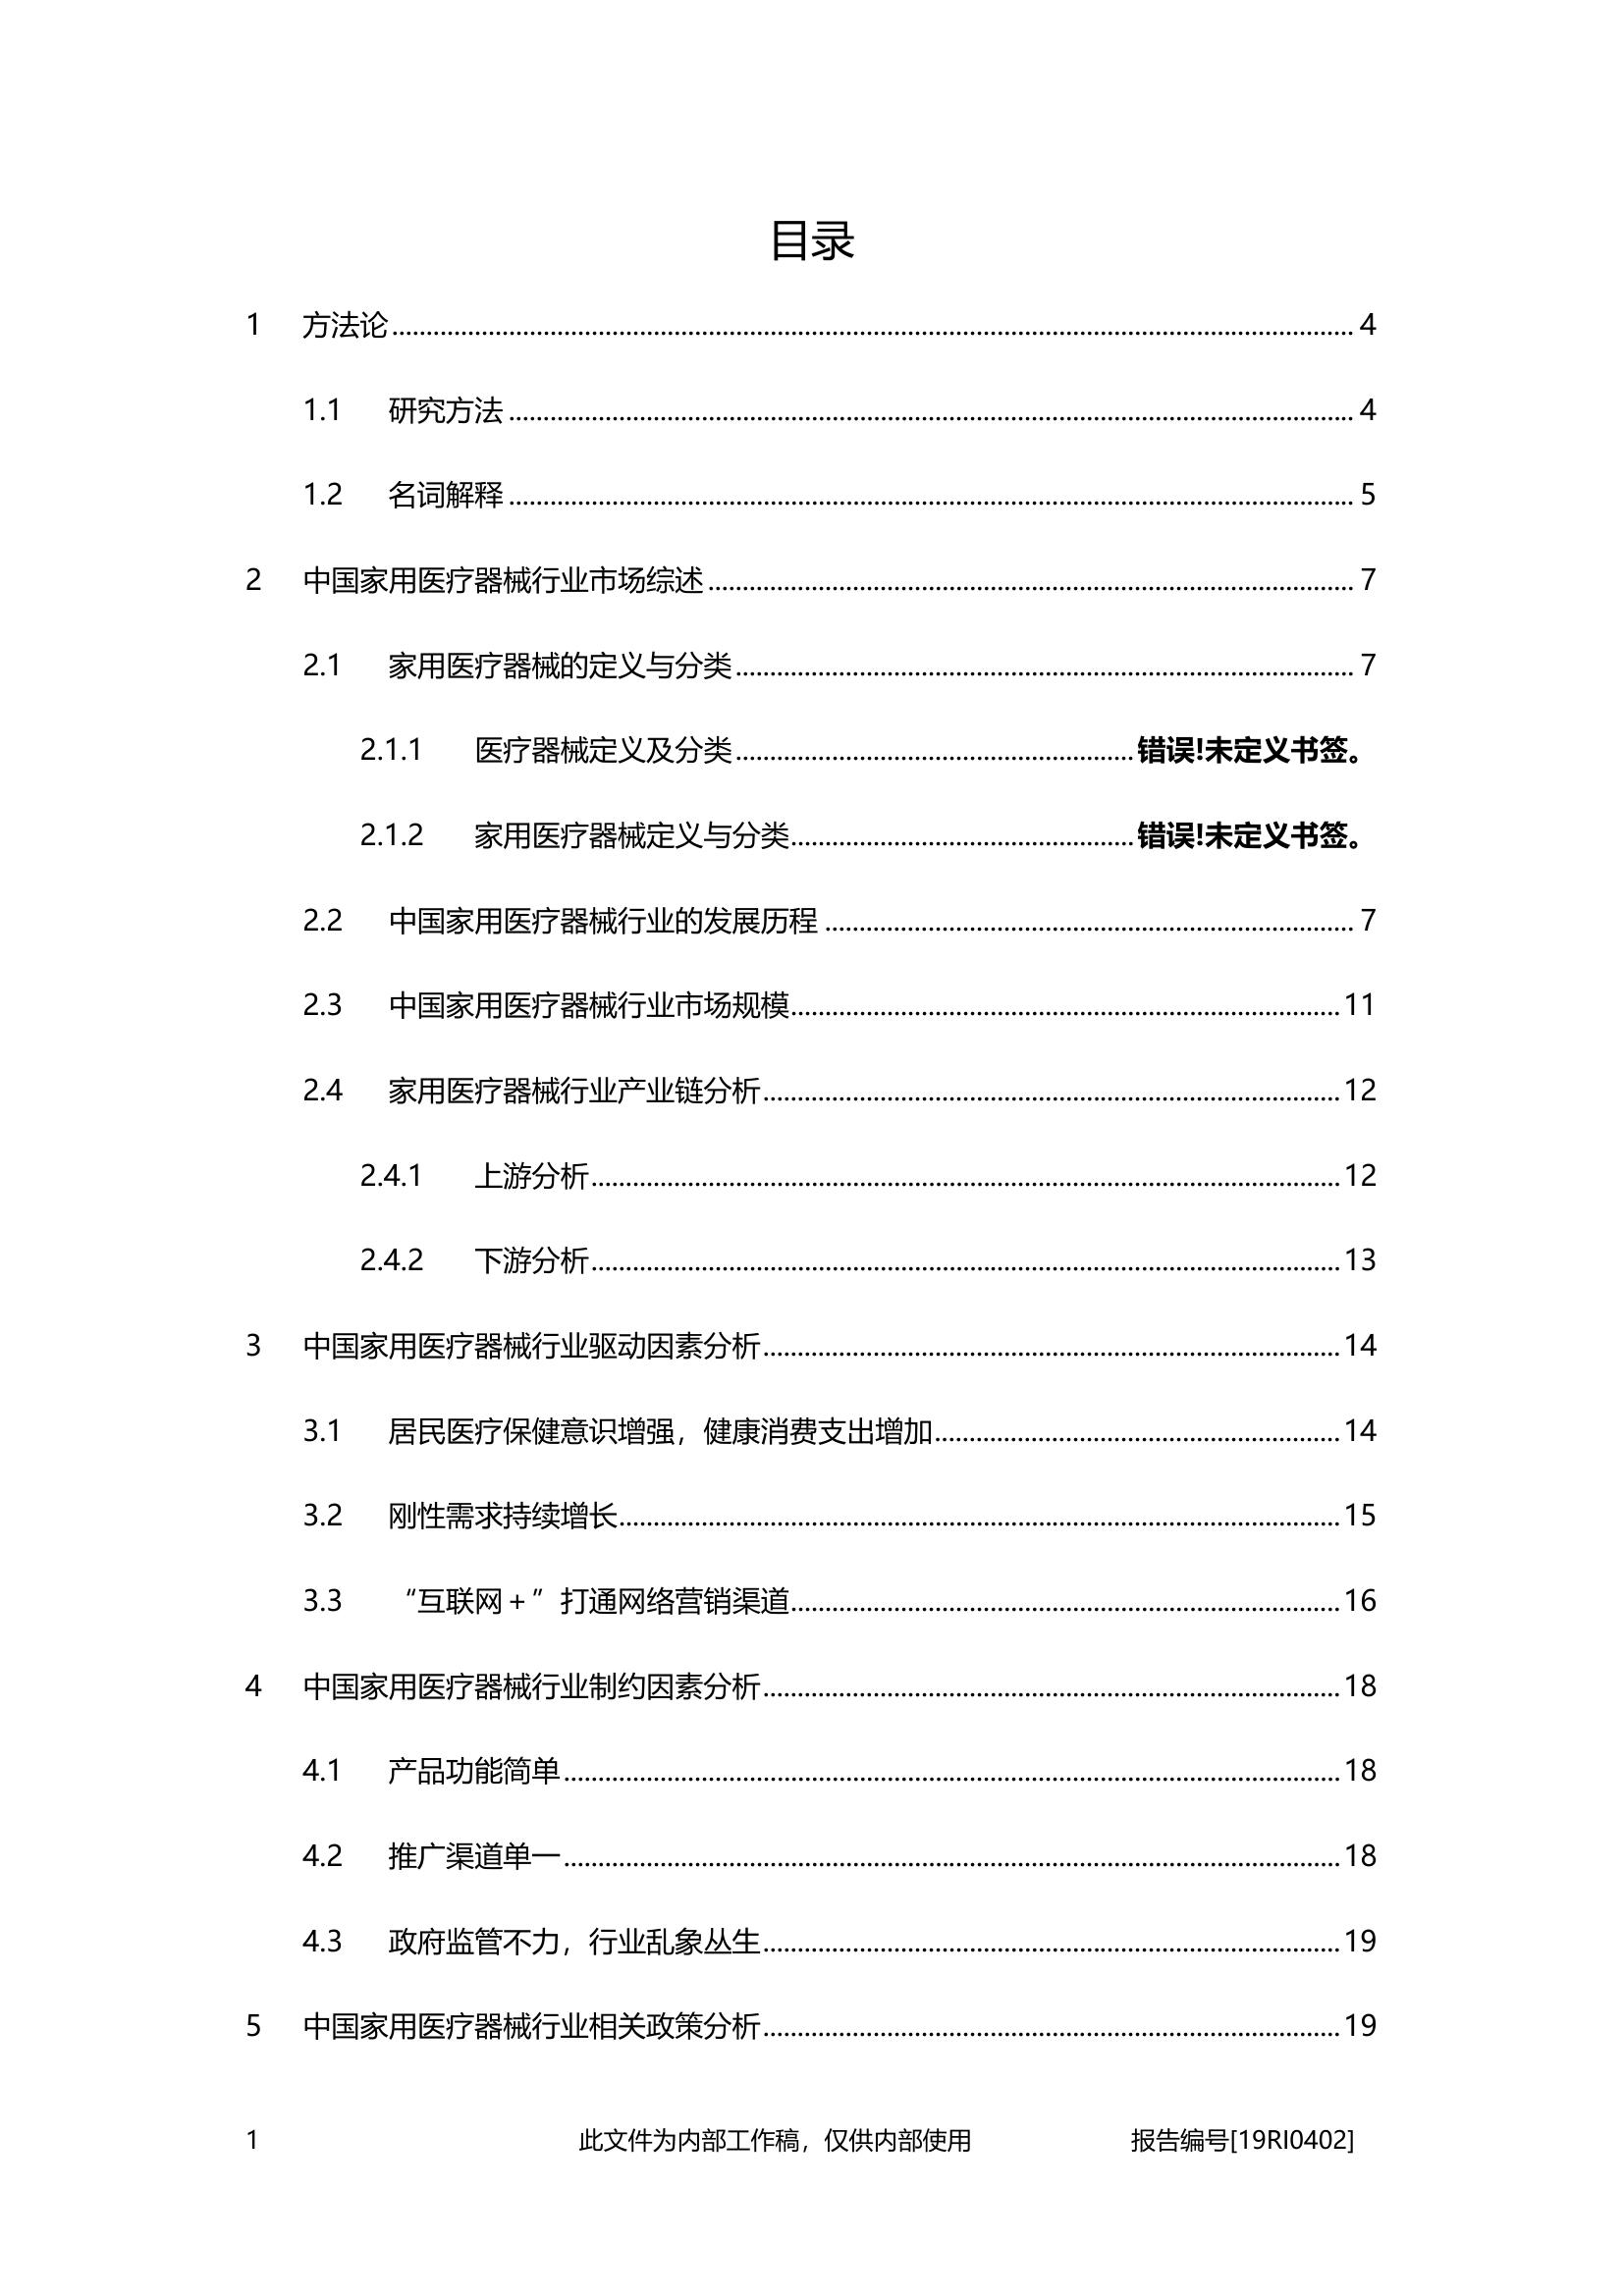 目录
1 方法论 4
1.1 研究方法 4
1.2 名词解释 5
2 中国家用医疗器械行业市场综述 7
2.1 家用医疗器械的定义与分类 7
2.1.1 医疗器械定义及分类 错误!未定义书签。
2.1.2 家用医疗器械定义与分类 错误!未定义书签。
2.2 中国家用医疗器械行业的发展历程 7
2.3 中国家用医疗器械行业市场规模 11
2.4 家用医疗器械行业产业链分析 12
2.4.1 上游分析 12
2.4.2 下游分析 13
3 中国家用医疗器械行业驱动因素分析 14
3.1 居民医疗保健意识增强，健康消费支出增加 14
3.2 刚性需求持续增长 15
3.3 “互联网＋”打通网络营销渠道 16
4 中国家用医疗器械行业制约因素分析 18
4.1 产品功能简单 18
4.2 推广渠道单一 18
4.3 政府监管不力，行业乱象丛生 19
5 中国家用医疗器械行业相关政策分析 19
1 此文件为内部工作稿，仅供内部使用 报告编号[19RI0402]